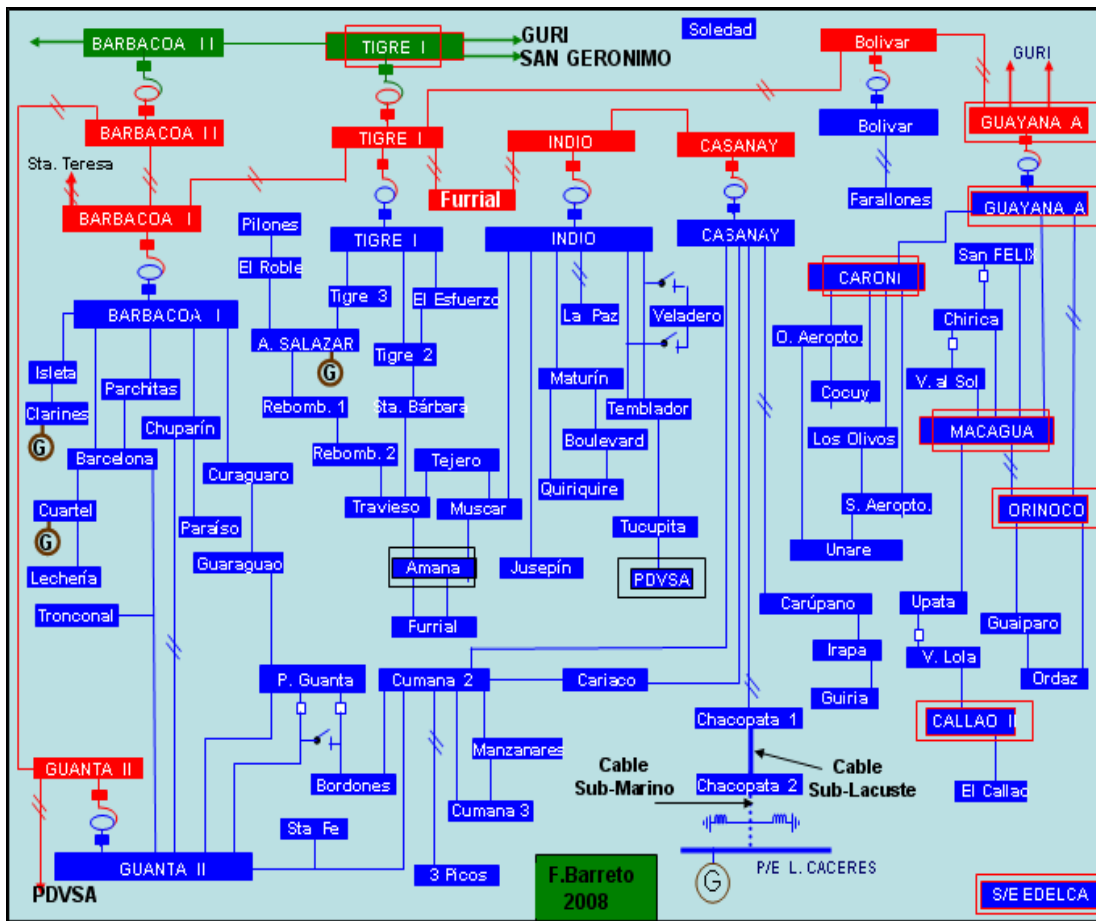 BARBACOA II
TIGRE I
GURI
SAN GERONIMO
Soledad
Bolivar
GURI
BARBACOA II
TIGRE I
INDIO
CASANAY
Bolivar
GUAYANA A
Sta. Teresa
Furrial
Farallones
BARBACOA I
GUAYANA A
Pilones
TIGRE I
INDIO
CASANAY
San FELIX
El Roble
Tigre 3
El Esfuerzo
CARONI
BARBACOA I
La Paz
Veladero
Chirica
A. SALAZAR
O. Aeropto.
G
Tigre 2
Isleta
Parchitas
Maturín
V. al Sol
Clarines
Rebomb. 1
Sta. Bárbara
Temblador
Cocuy
G
Chuparín
Boulevard
Los Olivos
MACAGUA
Barcelona
Rebomb. 2
Tejero
Curaguaro
Quiriquire
Cuartel
Travieso
Muscar
S. Aeropto.
ORINOCO
G
Paraíso
Tucupita
Unare
Lechería
Guaraguao
Amana
Jusepín
PDVSA
Tronconal
Furrial
Carúpano
Upata
Guaiparo
Irapa
V. Lola
P. Guanta
Cumana 2
Cariaco
Ordaz
Guiria
Chacopata 1
CALLAO II
Manzanares
GUANTA II
Bordones
Cable
Sub-Marino
Cable
Sub-Lacuste
Chacopata 2
El Callao
Cumana 3
Sta Fe
GUANTA II
3 Picos
F.Barreto
2008
P/E L. CACERES
G
PDVSA
S/E EDELCA